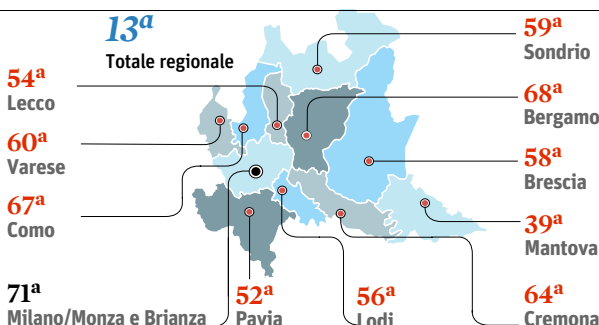 13ª
Totale regionale
54ª
Lecco
60ª
Varese
67ª
Como
71ª
Milano/Monza e Brianza
52ª
Pavia
56ª
Lodi
59ª
Sondrio
68ª
Bergamo
58ª
Brescia
39ª
Mantova
64ª
Cremona